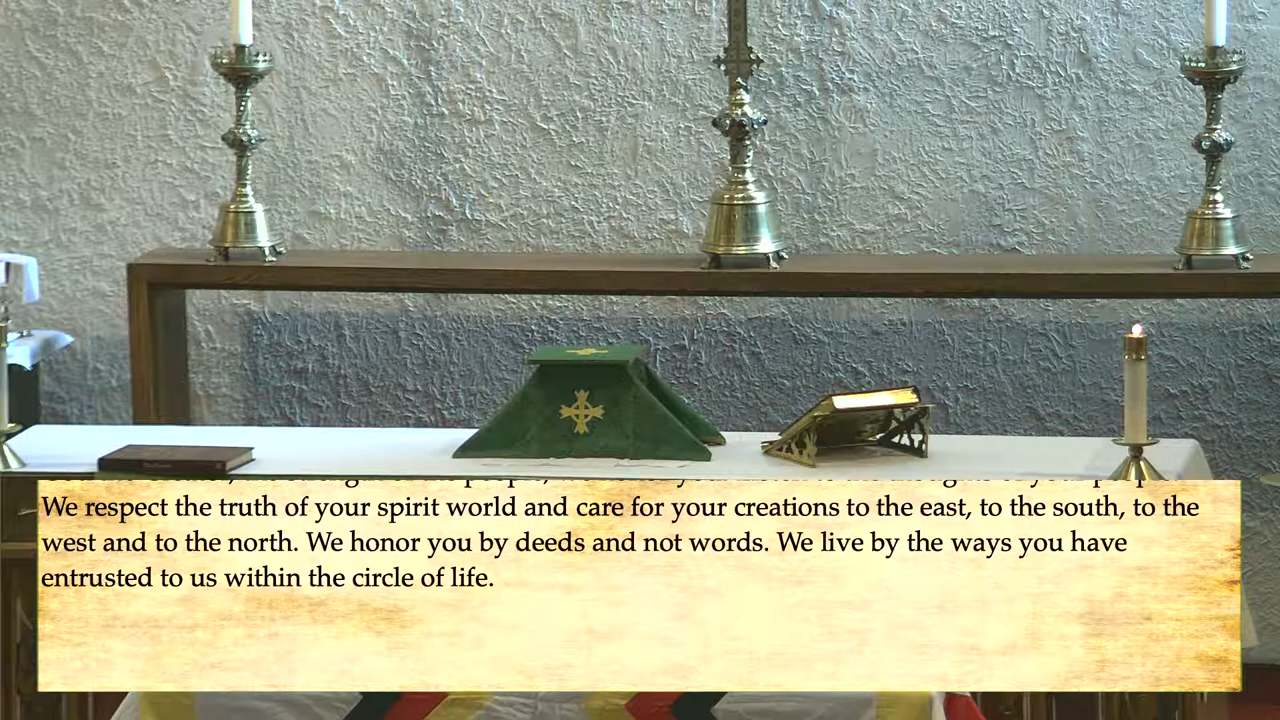 We respect the truth of your spirit world and care for your creations to the east, to the south, to the
west and to the north. We honor you by deeds and not words. We live by the ways you have
entrusted to us within the circle of life.